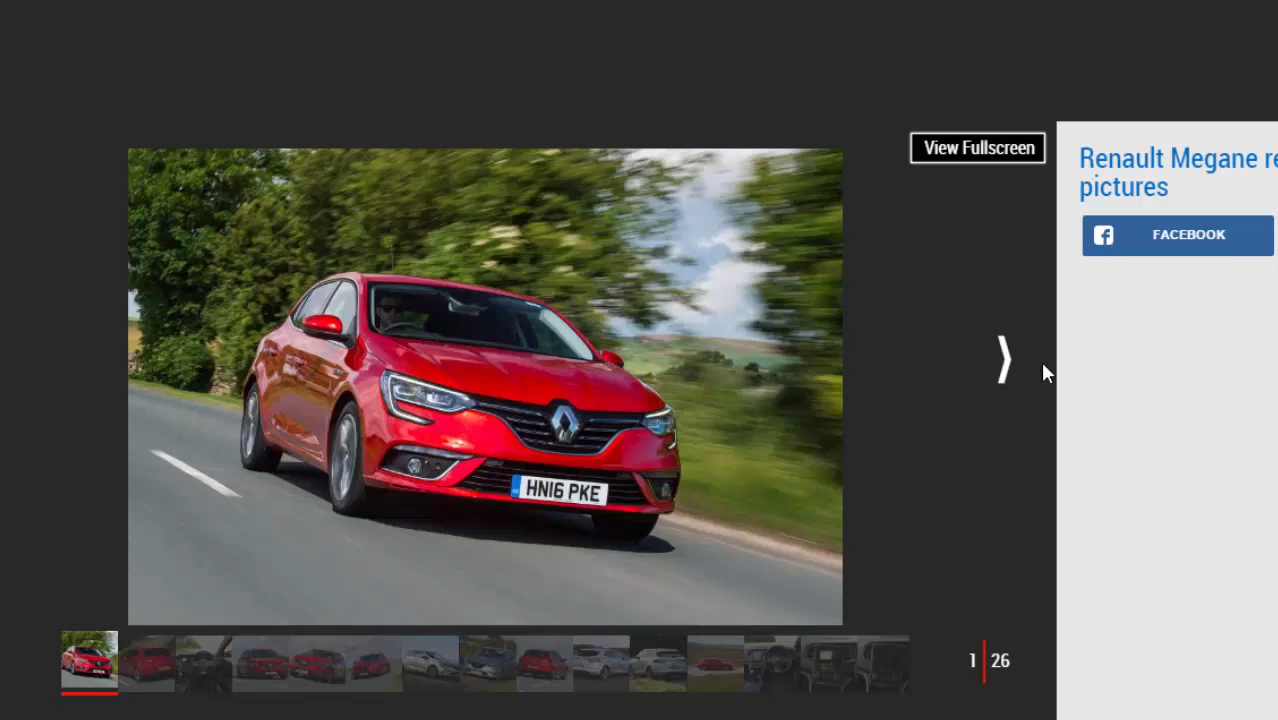 View Fullscreen
Renault Megane re
pictures
FACEBOOK
HN16 PKE
1 | 26